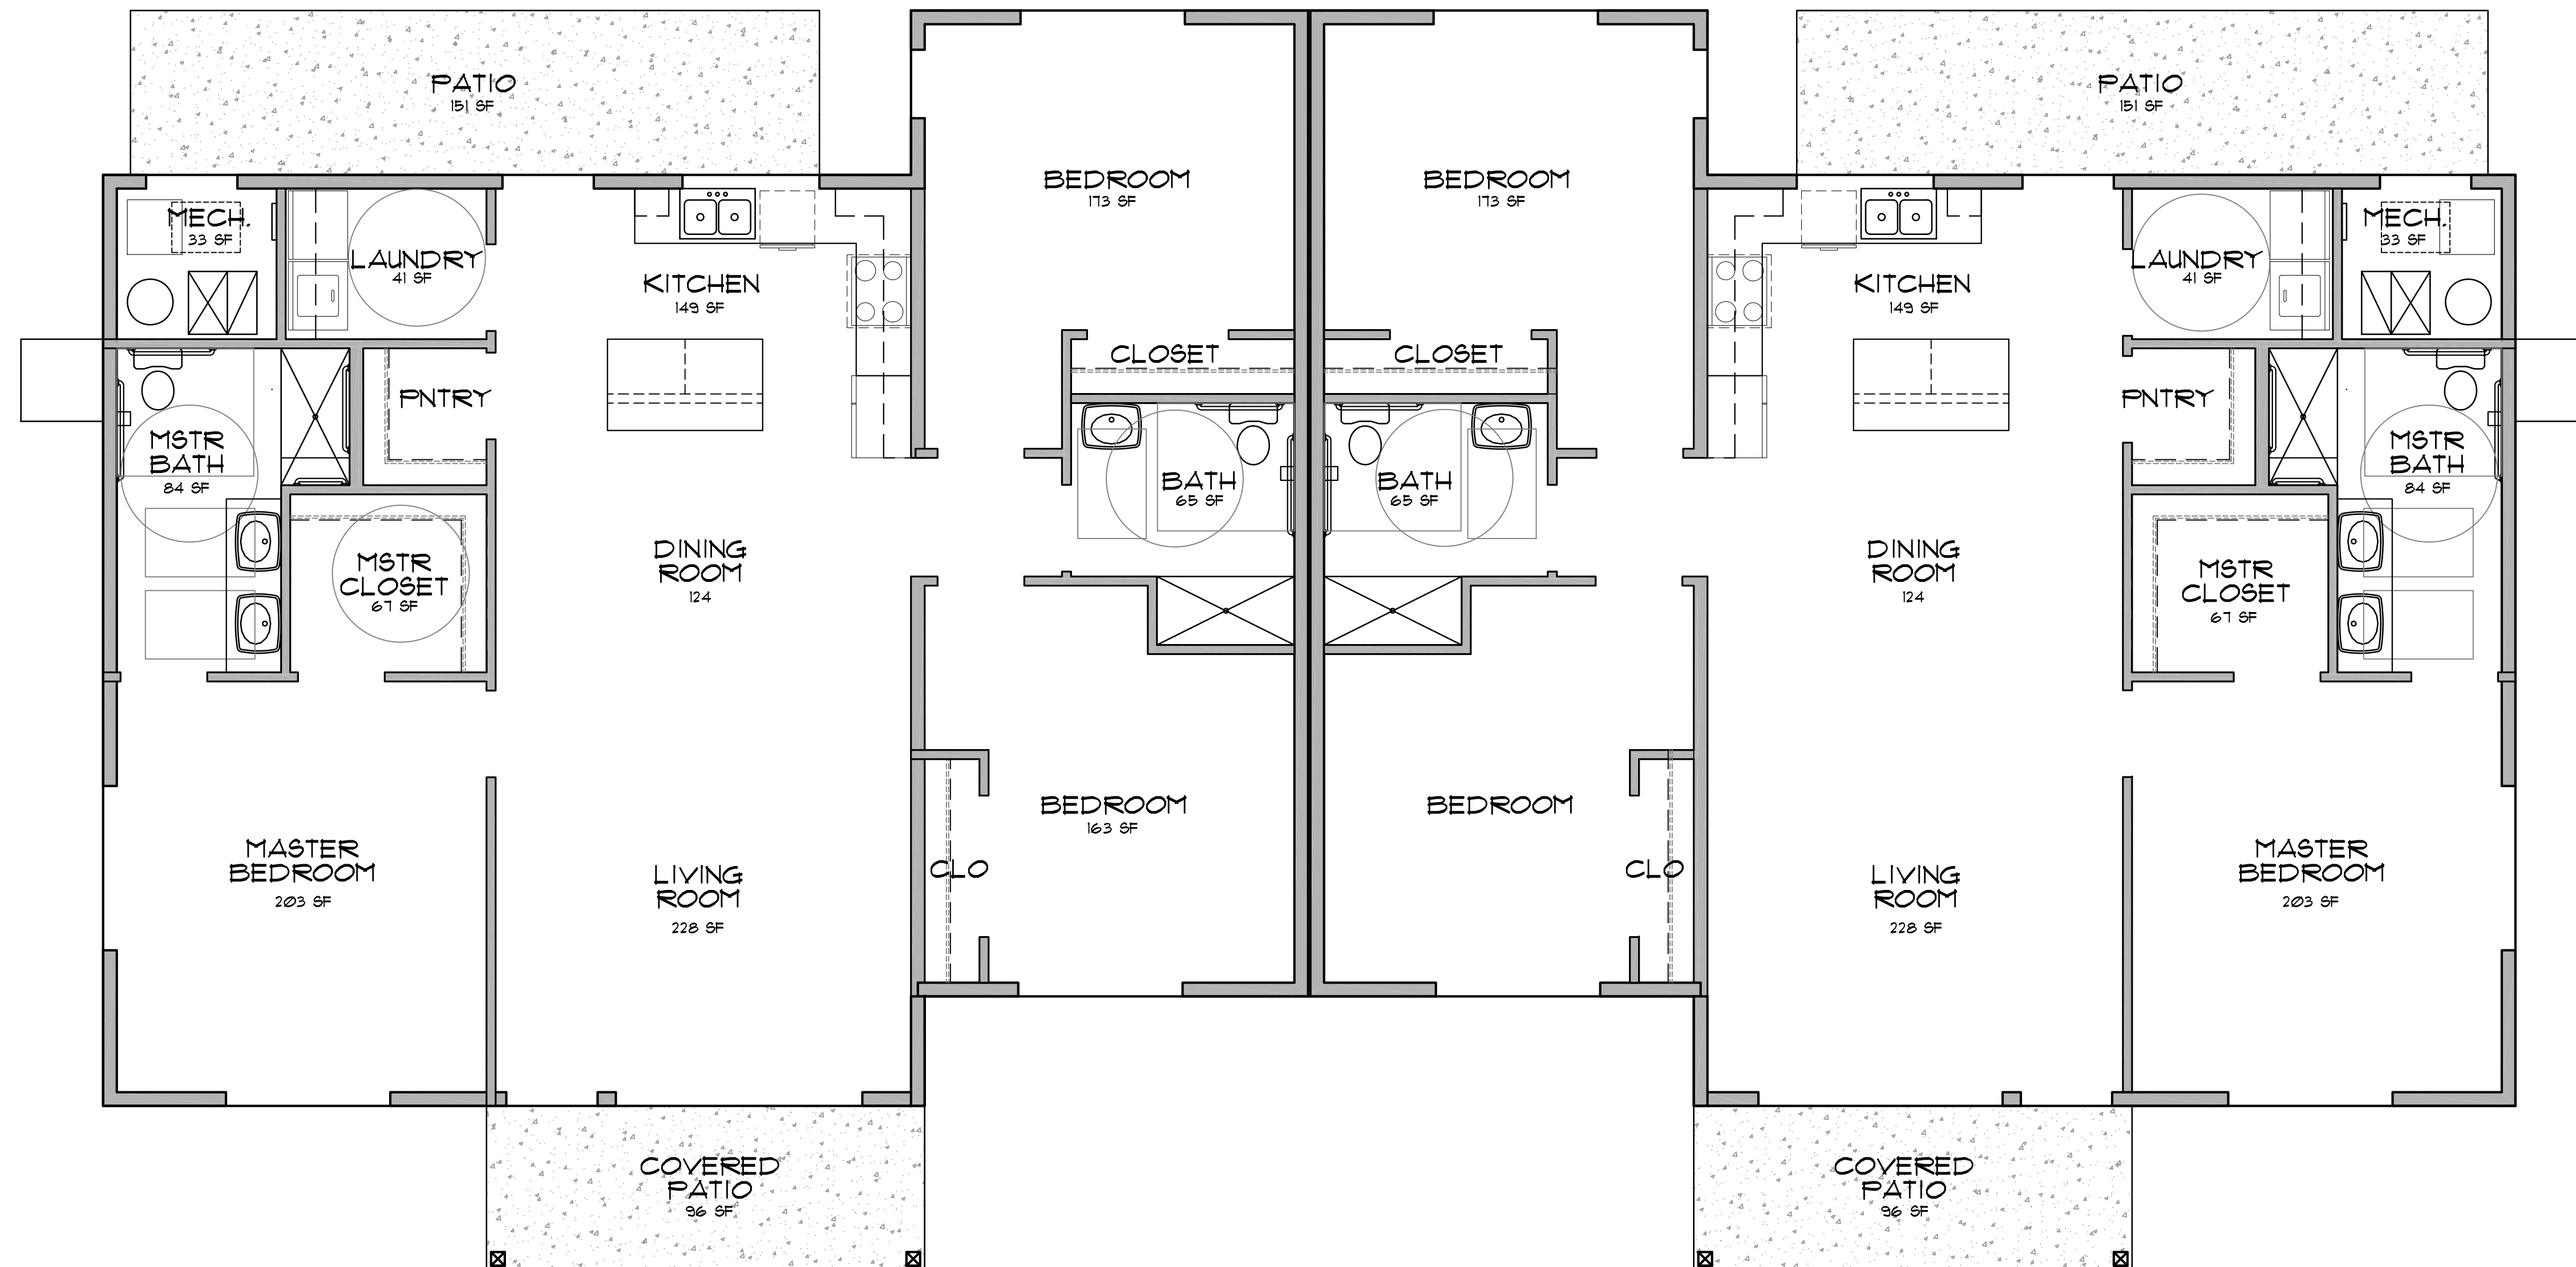 PATIO
151 SF
PATIO
151 SF
BEDROOM
173 SF
BEDROOM
173 SF
MECH.
33 SF
LAUNDRY
41 SF
KITCHEN
149 SF
KITCHEN
149 SF
LAUNDRY
41 SF
MECH.
33 SF
CLOSET
CLOSET
PNTRY
PNTRY
MSTR
BATH
84 SF
BATH
65 SF
BATH
65 SF
MSTR
BATH
84 SF
MSTR
CLOSET
67 SF
DINING
ROOM
124
DINING
ROOM
124
MSTR
CLOSET
67 SF
BEDROOM
163 SF
BEDROOM
MASTER
BEDROOM
203 SF
LIVING
ROOM
228 SF
CLO
CLO
LIVING
ROOM
228 SF
MASTER
BEDROOM
203 SF
COVERED
PATIO
96 SF
COVERED
PATIO
96 SF